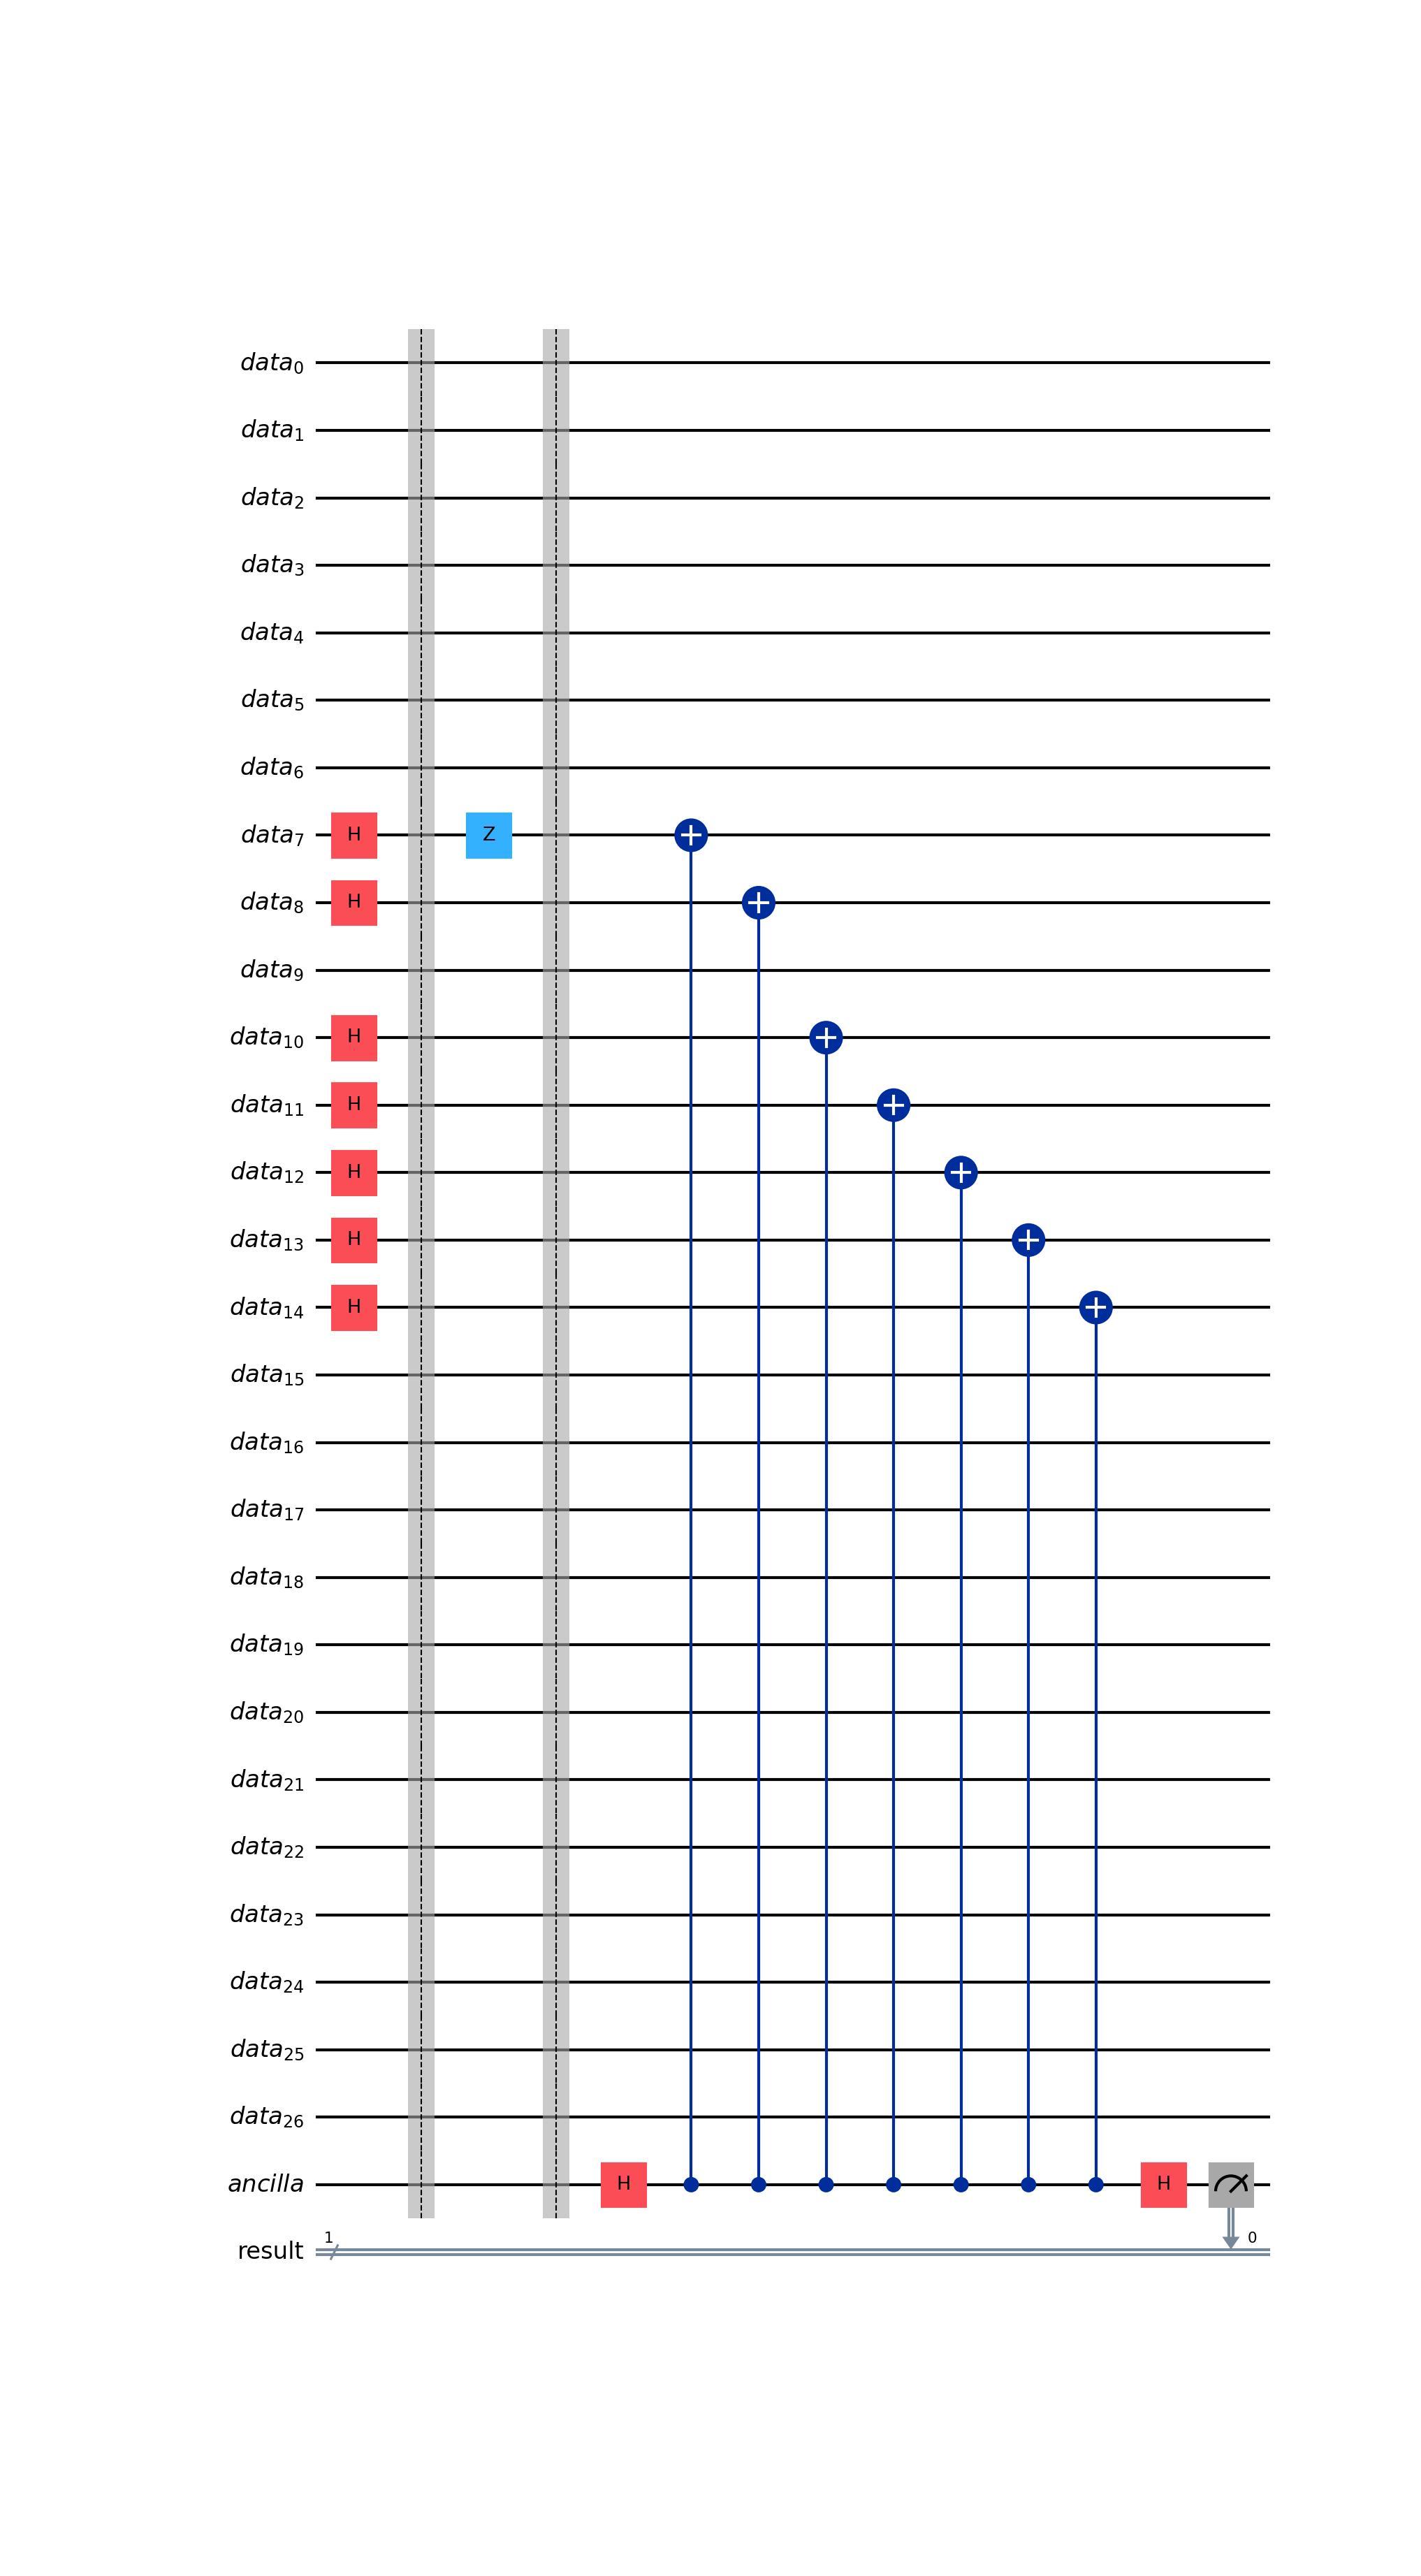 data0
data1
data2
data3
data4
data5
data6
data7 H Z
data8 H
data9
data10 H
data11 H
data12 H
data13 H
data14 H
data15
data16
data17
data18
data19
data20
data21
data22
data23
data24
data25
data26
ancilla H H
result 1 0